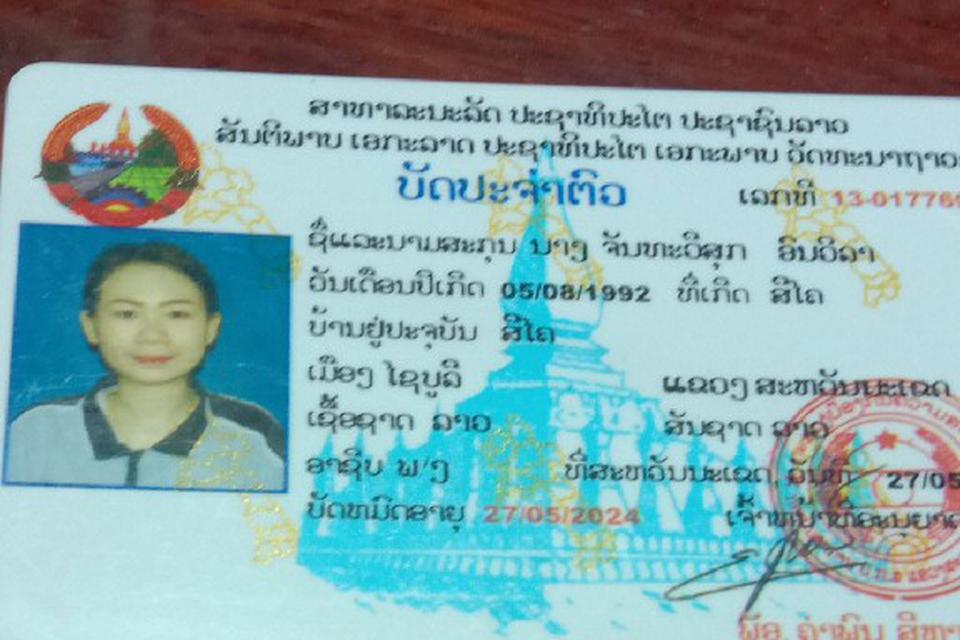 ສາທາລະນະລັດ ປະຊາທິປະໄຕ ປະຊາຊົນລາວ
ສັນຕິພາບ ເອກະລາດ ປະຊາທິປະໄຕ ເອກະພາບ ວັດທະນາຖາວ
ບັດປະຈຳຕົວ
ເລກທີ 13-017769
ຊື່ແລະນາມສະກຸນ ນາງ ຈັນທະວີສຸກ ອິນວິລາ
ວັນເດືອນປີເກີດ 05/08/1992 ທີ່ເກີດ ສີໄຄ
ບ້ານຢູ່ປະຈຸບັນ ສີໄຄ
ເມືອງ ໄຊບູລີ ແຂວງ ສະຫວັນນະເຂດ
ເຊື້ອຊາດ ລາວ ສັນຊາດ ລາວ
ອາຊີບ ພ/ງ ທີ່ສະຫວັນນະເຂດ, ວັນທີ 27/05
ບັດຫມົດອາຍຸ 27/05/2024 ເຈົ້າຫນ້າທີ່ອະນຸຍາດ